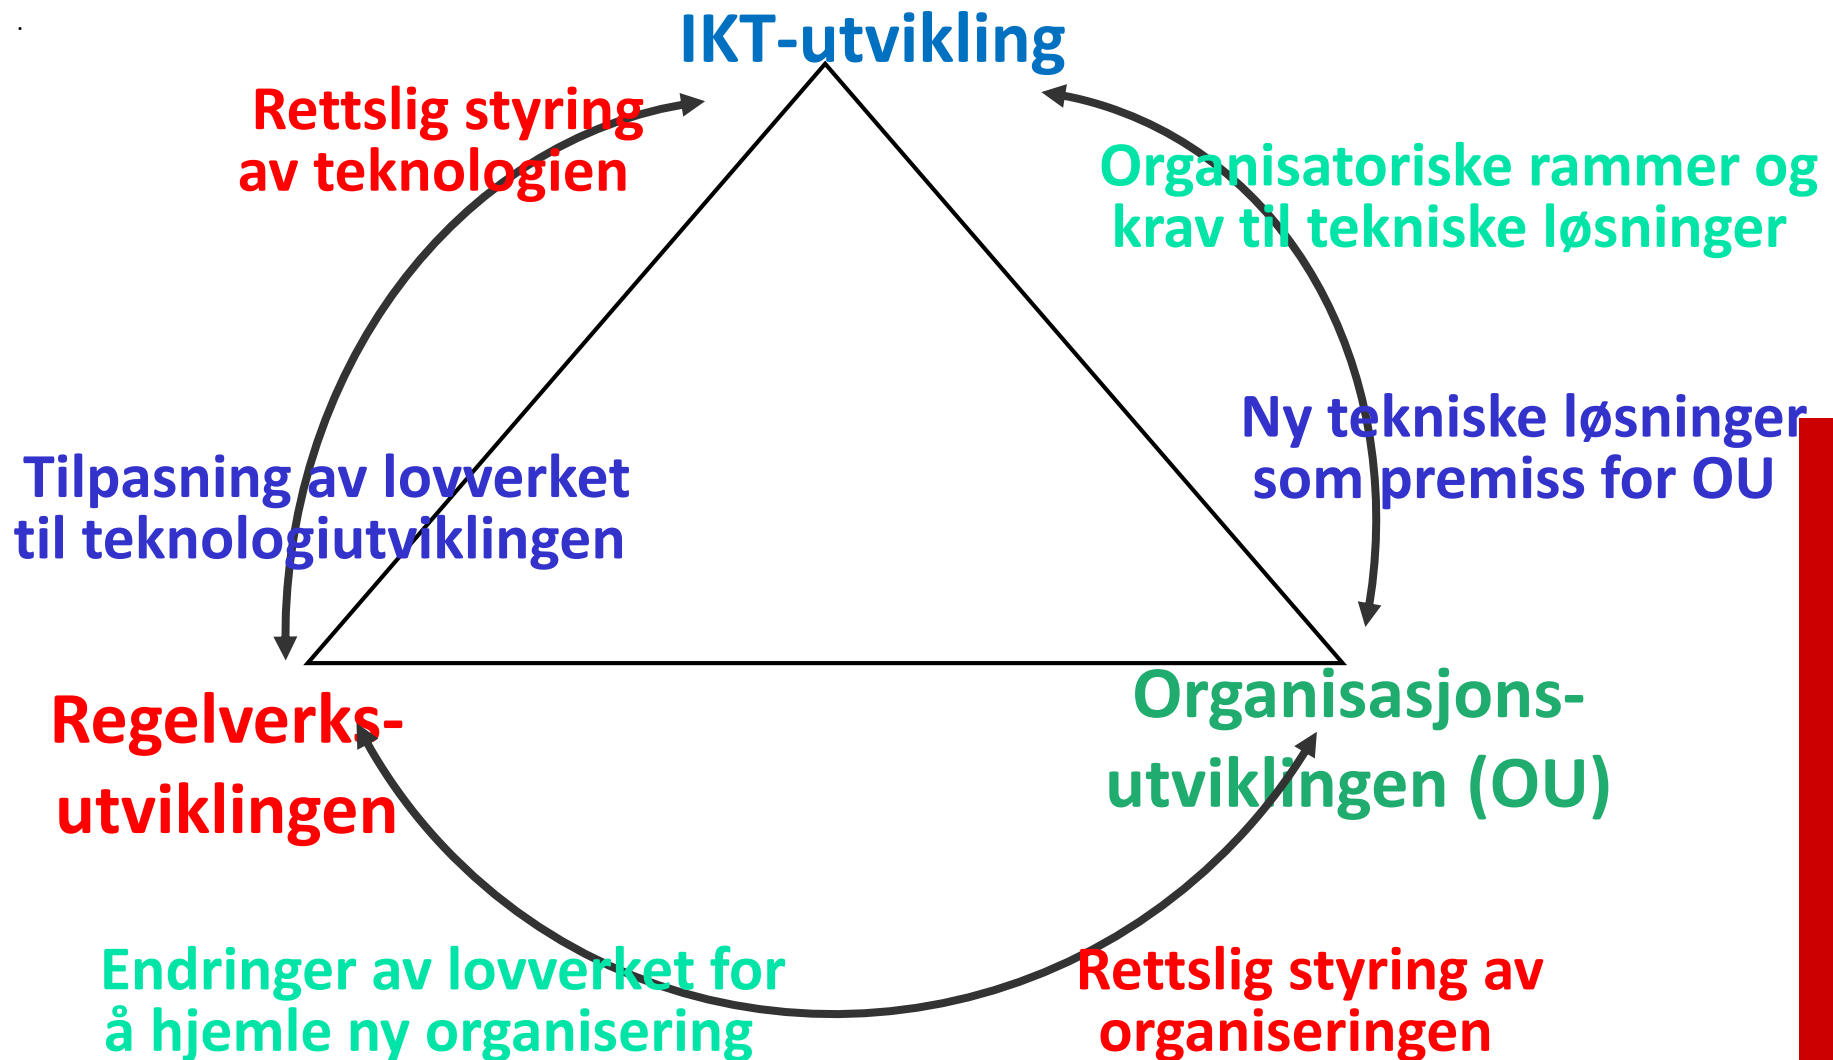 IKT-utvikling
Rettslig styring
av teknologien
Organisatoriske rammer og
krav til tekniske løsninger
Ny tekniske løsninger
som premiss for OU
Tilpasning av lovverket
til teknologiutviklingen
Regelverks-
utviklingen
Organisasjons-
utviklingen (OU)
Endringer av lovverket for
å hjemle ny organisering
Rettslig styring av
organiseringen